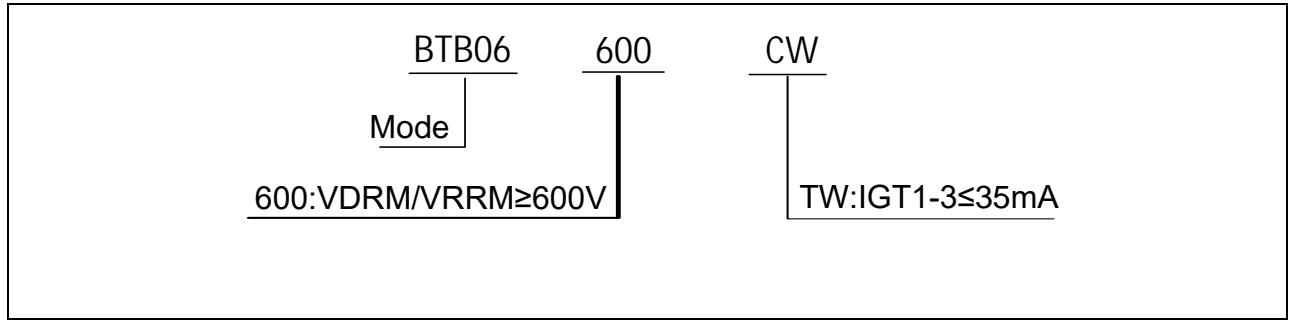 BTB06 600 CW
Mode
600:VDRM/VRRM≥600V TW:IGT1-3≤35mA